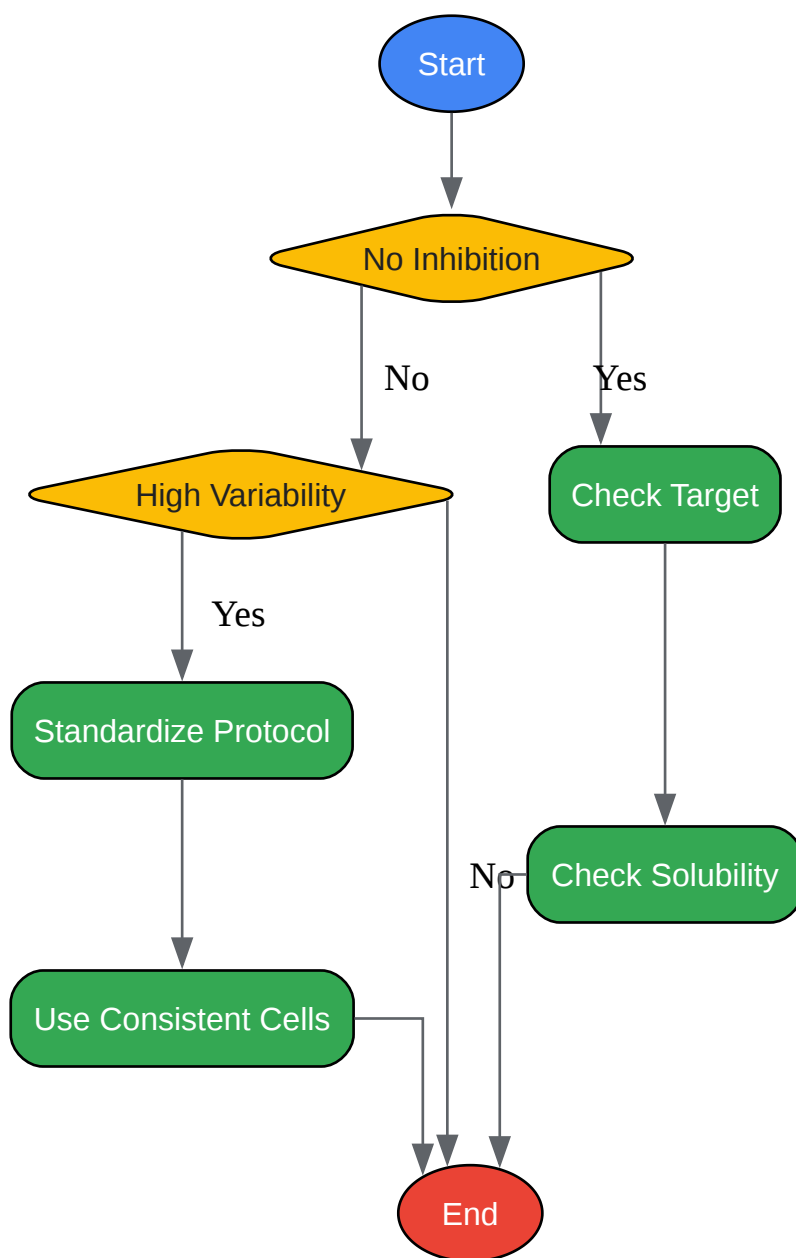 Start
No Inhibition
No
Yes
High Variability
Check Target
Yes
Standardize Protocol
No
Check Solubility
Use Consistent Cells
End